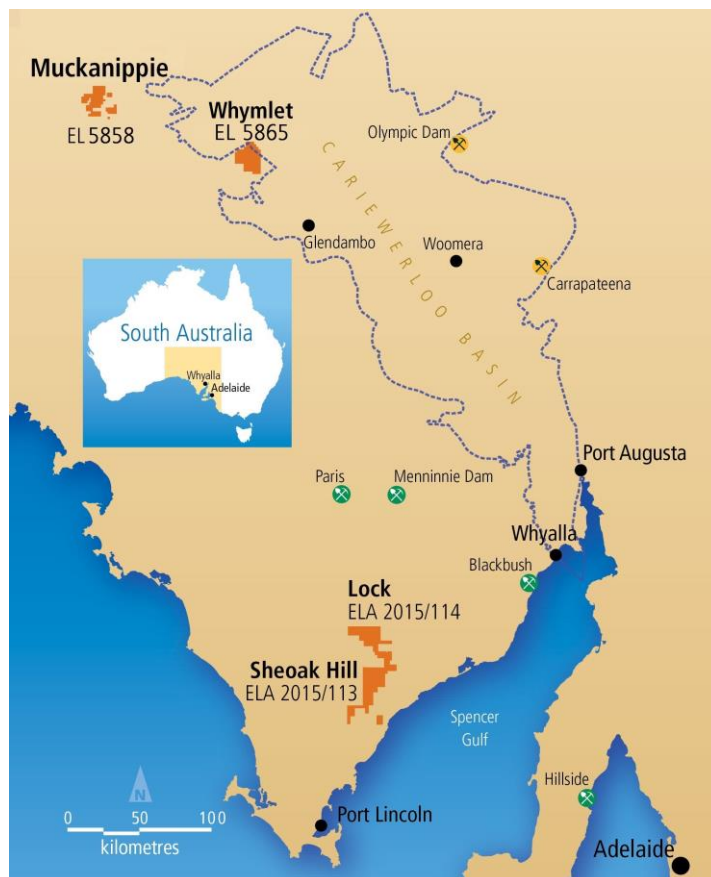 Muckanippie
EL 5858
Whymlet
EL 5865
Olympic Dam
CARIEWERLOO BASIN
Glendambo
Woomera
Carrapateena
South Australia
Whyalla
Adelaide
Port Augusta
Paris
Menninnie Dam
Whyalla
Blackbush
Lock
ELA 2015/114
Sheoak Hill
ELA 2015/113
Spencer
Gulf
Hillside
N
0 50 100
kilometres
Port Lincoln
Adelaide